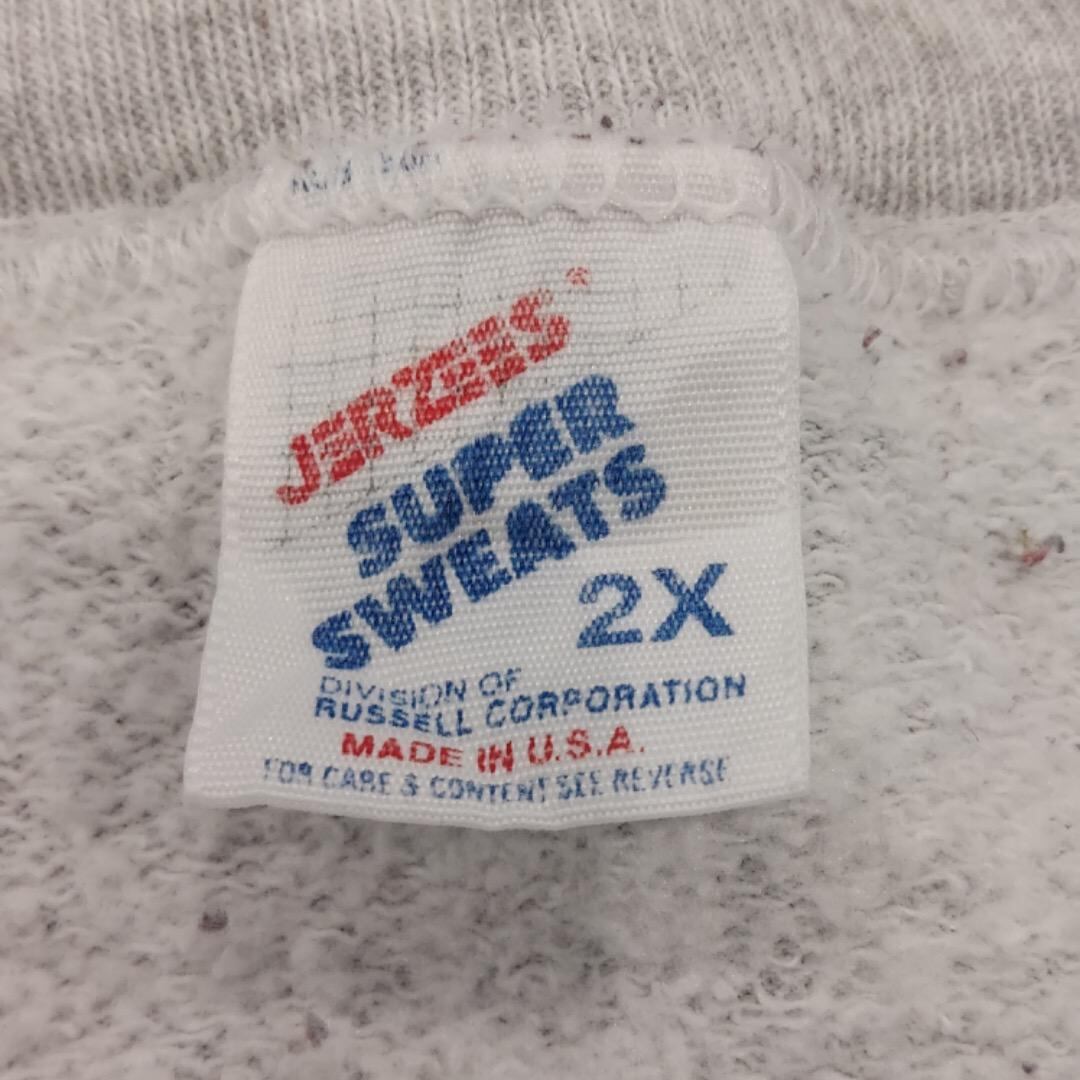 JERZEES®
SUPER
SWEATS
2X
DIVISION OF
RUSSELL CORPORATION
MADE IN U.S.A.
FOR CARE & CONTENT SEE REVERSE